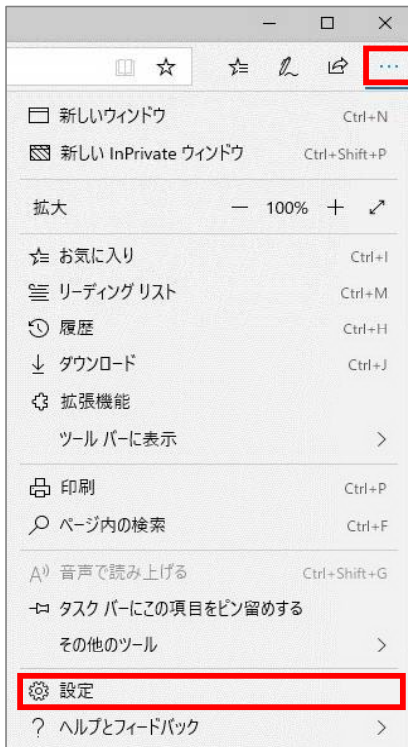 新しいウィンドウ Ctrl+N
新しい InPrivate ウィンドウ Ctrl+Shift+P
拡大 100%
お気に入り Ctrl+I
リーディング リスト Ctrl+M
履歴 Ctrl+H
ダウンロード Ctrl+J
拡張機能
ツール バーに表示
印刷 Ctrl+P
ページ内の検索 Ctrl+F
音声で読み上げる Ctrl+Shift+G
タスク バーにこの項目をピン留めする
その他のツール
設定
ヘルプとフィードバック